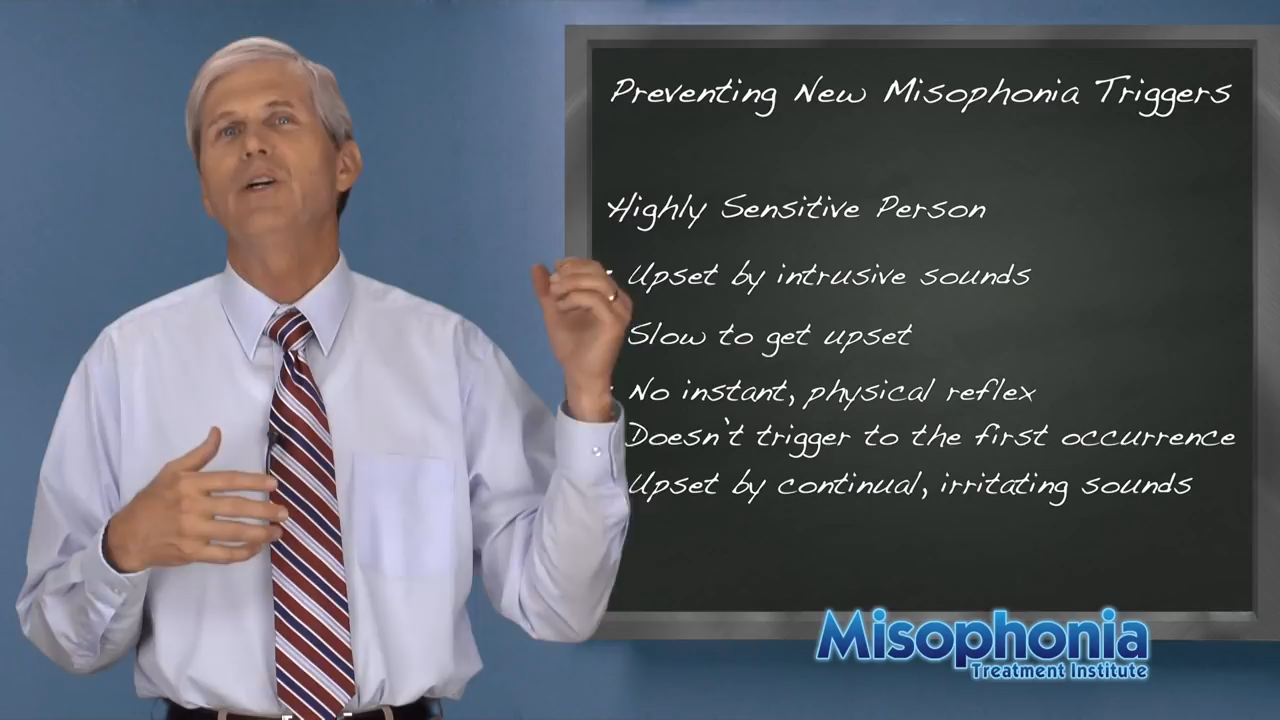 Preventing New Misophonia Triggers
Highly Sensitive Person
Upset by intrusive sounds
Slow to get upset
No instant, physical reflex
Doesn't trigger to the first occurrence
Upset by continual, irritating sounds
Misophonia
Treatment Institute